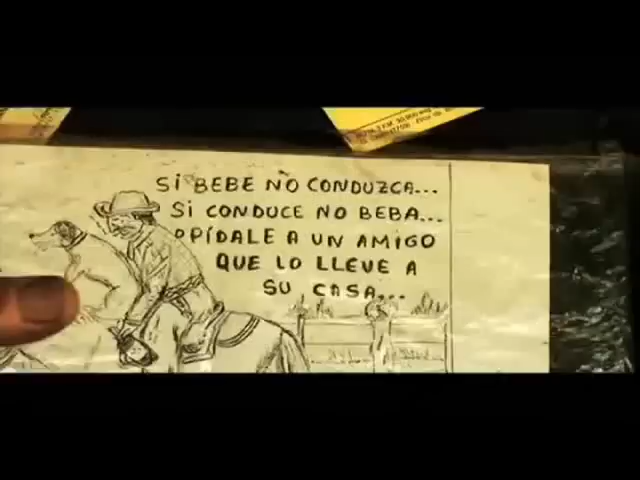 SI BEBE NO CONDUZCA...
SI CONDUCE NO BEBA...
O PÍDALE A UN AMIGO
QUE LO LLEVE A
SU CASA...